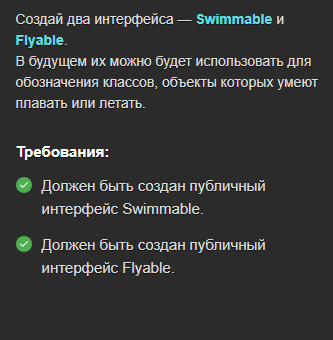 Создай два интерфейса — Swimmable и
Flyable.
В будущем их можно будет использовать для
обозначения классов, объекты которых умеют
плавать или летать.
Требования:
Должен быть создан публичный
интерфейс Swimmable.
Должен быть создан публичный
интерфейс Flyable.